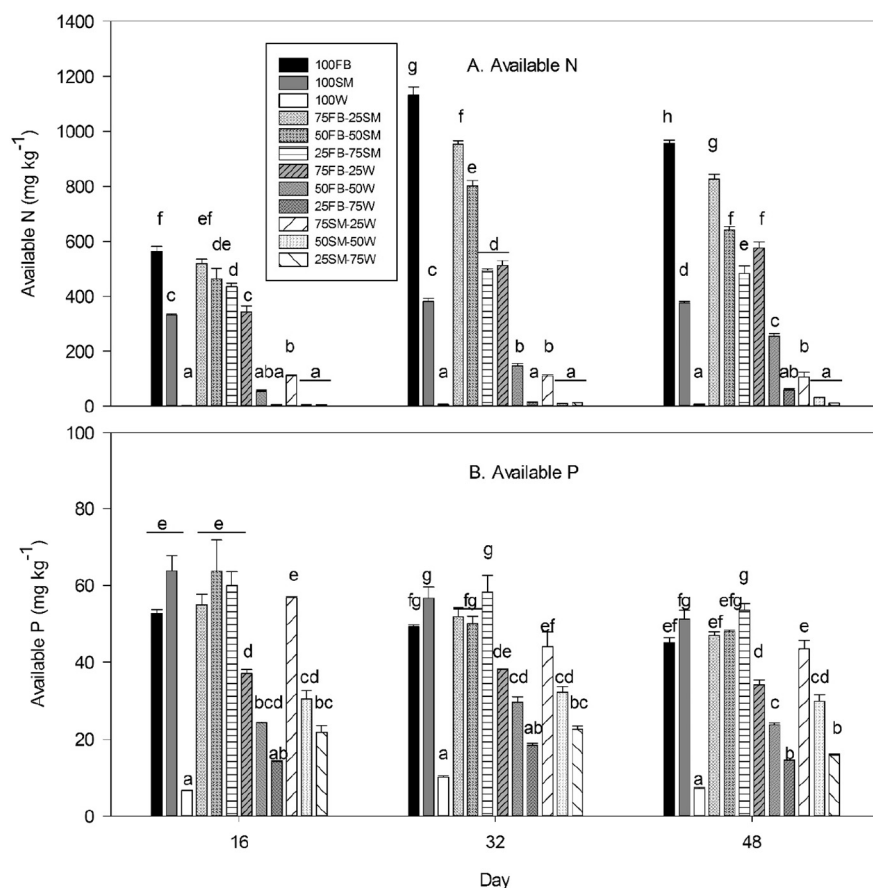 1400
1200
1000
800
600
400
200
0
Available N (mg kg-1)
A. Available N
100FB
100SM
100W
75FB-25SM
50FB-50SM
25FB-75SM
75FB-25W
50FB-50W
25FB-75W
75SM-25W
50SM-50W
25SM-75W
f c a ef de d c aba b a
g c a f e d b a b a
h d a g f e f c ab b a
100
80
60
40
20
0
Available P (mg kg-1)
B. Available P
e a e d bcd ab e cd bc
fg g a fg g de cd ab ef cd bc
ef fg a ef efg g d c b e cd b
16 32 48
Day